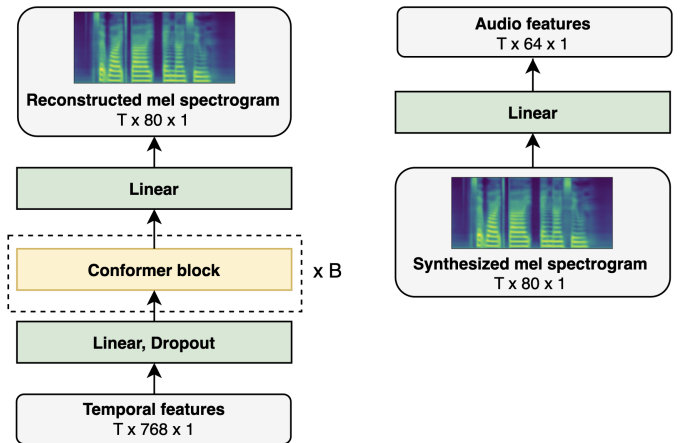 Reconstructed mel spectrogram
T x 80 x 1
Linear
Conformer block
x B
Linear, Dropout
Temporal features
T x 768 x 1
Audio features
T x 64 x 1
Linear
Synthesized mel spectrogram
T x 80 x 1